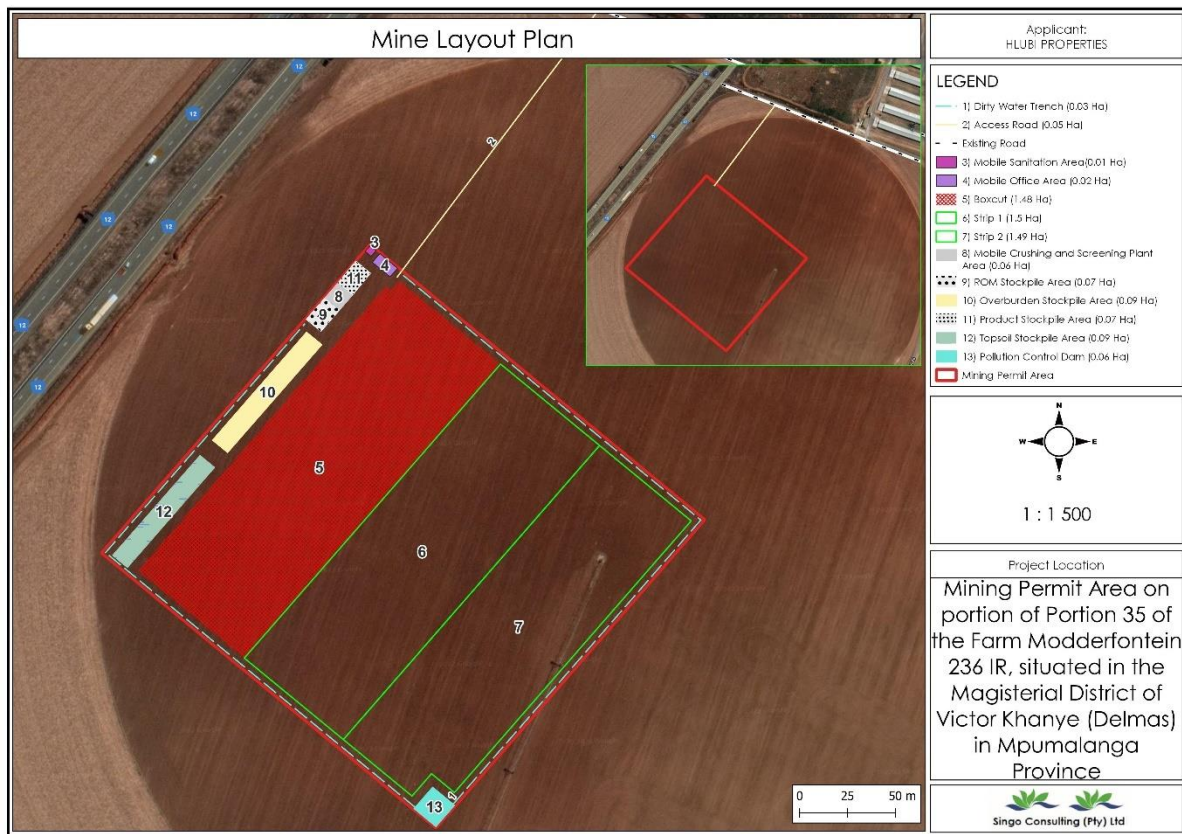 Mine Layout Plan
12
12
12
12
12
12
12
2
3
4
11
8
9
10
5
12
6
7
1
13
0 25 50 m
Applicant:
HLUBI PROPERTIES
LEGEND
1) Dirty Water Trench (0.03 Ha)
2) Access Road (0.05 Ha)
Existing Road
3) Mobile Sanitation Area(0.01 Ha)
4) Mobile Office Area (0.02 Ha)
5) Boxcut (1.48 Ha)
6) Strip 1 (1.5 Ha)
7) Strip 2 (1.49 Ha)
8) Mobile Crushing and Screening Plant
Area (0.06 Ha)
9) ROM Stockpile Area (0.07 Ha)
10) Overburden Stockpile Area (0.09 Ha)
11) Product Stockpile Area (0.07 Ha)
12) Topsoil Stockpile Area (0.09 Ha)
13) Pollution Control Dam (0.06 Ha)
Mining Permit Area
N
W E
S
1 : 1 500
Project Location
Mining Permit Area on
portion of Portion 35 of
the Farm Modderfontein
236 IR, situated in the
Magisterial District of
Victor Khanye (Delmas)
in Mpumalanga
Province
Singo Consulting (Pty) Ltd